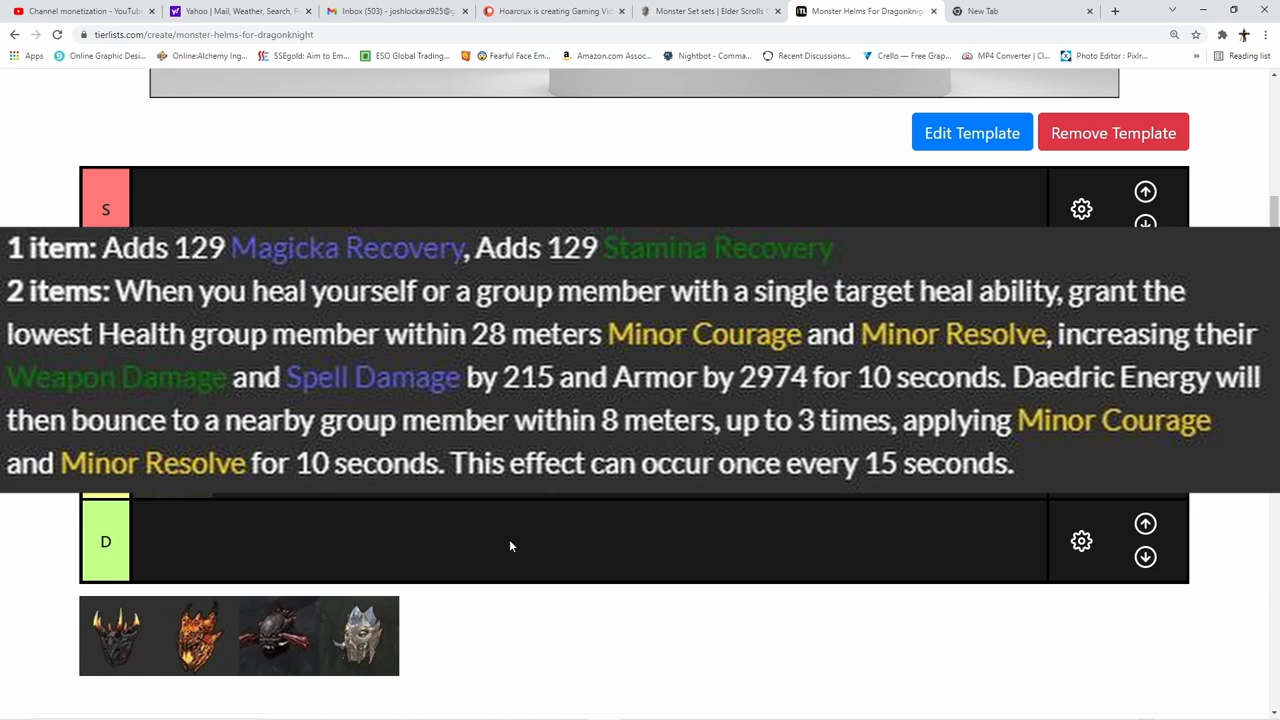 Channel monetization - YouTub
Yahoo | Mail, Weather, Search, P
Inbox (503) - joshlockard925@g
Hoarcrux is creating Gaming Vid
Monster Set sets | Elder Scrolls O
Monster Helms For Dragonknigh
New Tab
tierlists.com/create/monster-helms-for-dragonknight
Apps
Online Graphic Desi...
Online:Alchemy Ing...
SSEgold: Aim to Em...
ESO Global Trading...
Fearful Face Em...
Amazon.com Assoc...
Nightbot - Comma...
Recent Discussions...
Crello — Free Grap...
MP4 Converter | Cl...
Photo Editor : Pixlr...
Reading list
Edit Template
Remove Template
S
1 item: Adds 129 Magicka Recovery, Adds 129 Stamina Recovery
2 items: When you heal yourself or a group member with a single target heal ability, grant the
lowest Health group member within 28 meters Minor Courage and Minor Resolve, increasing their
Weapon Damage and Spell Damage by 215 and Armor by 2974 for 10 seconds. Daedric Energy will
then bounce to a nearby group member within 8 meters, up to 3 times, applying Minor Courage
and Minor Resolve for 10 seconds. This effect can occur once every 15 seconds.
D